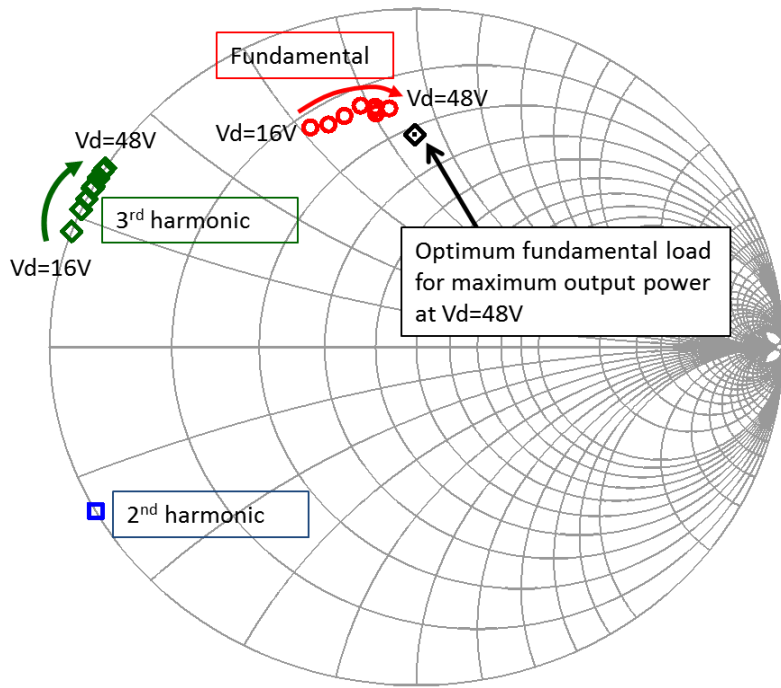 Fundamental
Vd=48V
Vd=16V
Vd=48V
3rd harmonic
Vd=16V
Optimum fundamental load
for maximum output power
at Vd=48V
2nd harmonic